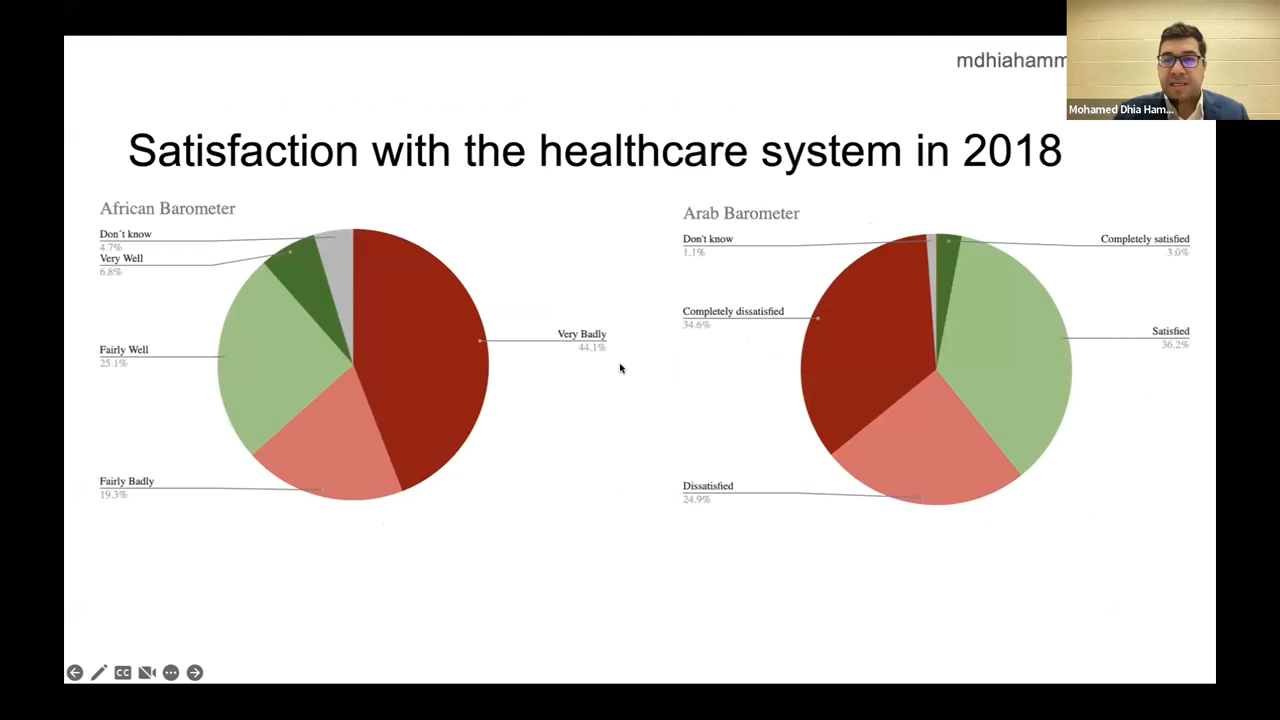 mdhiahamm
Mohamed Dhia Ham...
Satisfaction with the healthcare system in 2018
African Barometer
Don´t know
4.7%
Very Well
6.8%
Fairly Well
25.1%
Fairly Badly
19.3%
Very Badly
44.1%
Arab Barometer
Don't know
1.1%
Completely dissatisfied
34.6%
Dissatisfied
24.9%
Completely satisfied
3.0%
Satisfied
36.2%
CC